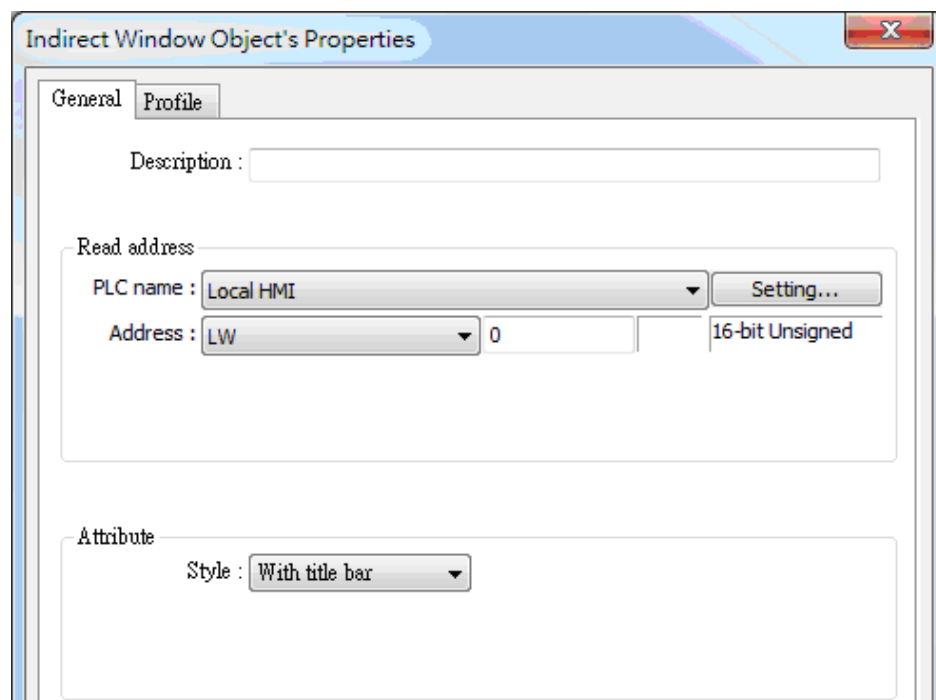 Indirect Window Object's Properties
General Profile
Description :
Read address
PLC name : Local HMI Setting...
Address : LW 0 16-bit Unsigned
Attribute
Style : With title bar